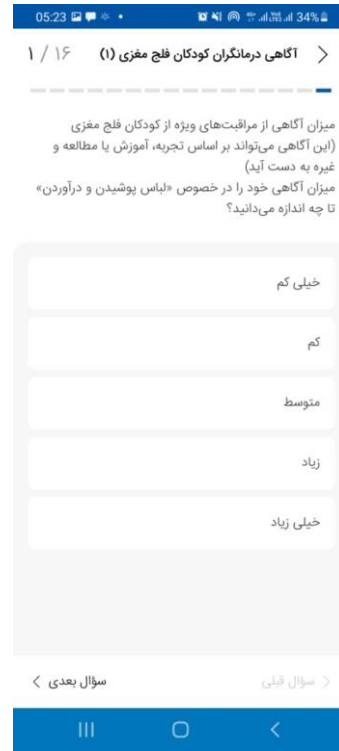 05:23 34%
آگاهی درمانگران کودکان فلج مغزی (۱) ۱ / ۱۶
میزان آگاهی از مراقبت‌های ویژه از کودکان فلج مغزی
(این آگاهی می‌تواند بر اساس تجربه، آموزش یا مطالعه و
غیره به دست آید)
میزان آگاهی خود را در خصوص «لباس پوشیدن و درآوردن»
تا چه اندازه می‌دانید؟
خیلی کم
کم
متوسط
زیاد
خیلی زیاد
سؤال قبلی سؤال بعدی